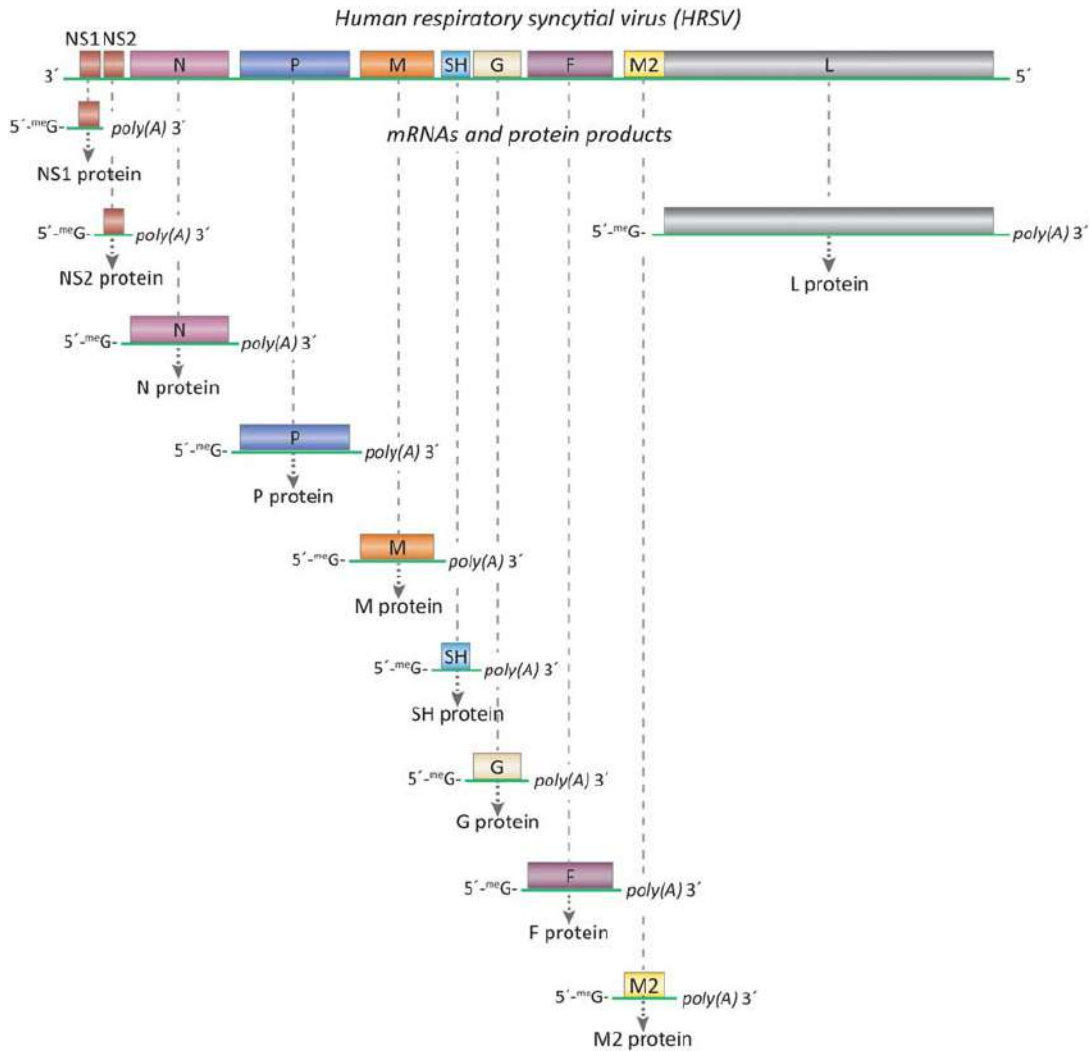 Human respiratory syncytial virus (HRSV)
NS1 NS2 N P M SH G F M2 L
3´ 5´
mRNAs and protein products
5´-meG- poly(A) 3´
NS1 protein
5´-meG- poly(A) 3´
NS2 protein
5´-meG- poly(A) 3´
L protein
N
5´-meG- poly(A) 3´
N protein
P
5´-meG- poly(A) 3´
P protein
M
5´-meG- poly(A) 3´
M protein
SH
5´-meG- poly(A) 3´
SH protein
G
5´-meG- poly(A) 3´
G protein
F
5´-meG- poly(A) 3´
F protein
M2
5´-meG- poly(A) 3´
M2 protein